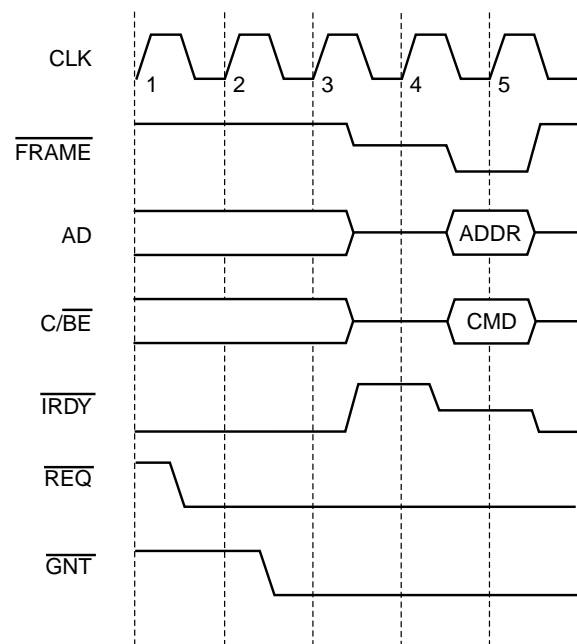 CLK
1 2 3 4 5
FRAME
AD ADDR
C/BE CMD
IRDY
REQ
GNT